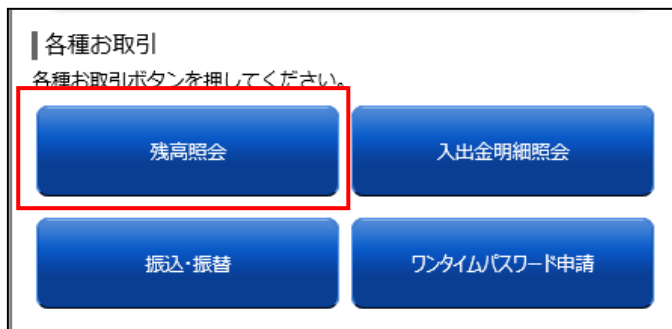 各種お取引
各種お取引ボタンを押してください。
残高照会
入出金明細照会
振込・振替
ワンタイムパスワード申請